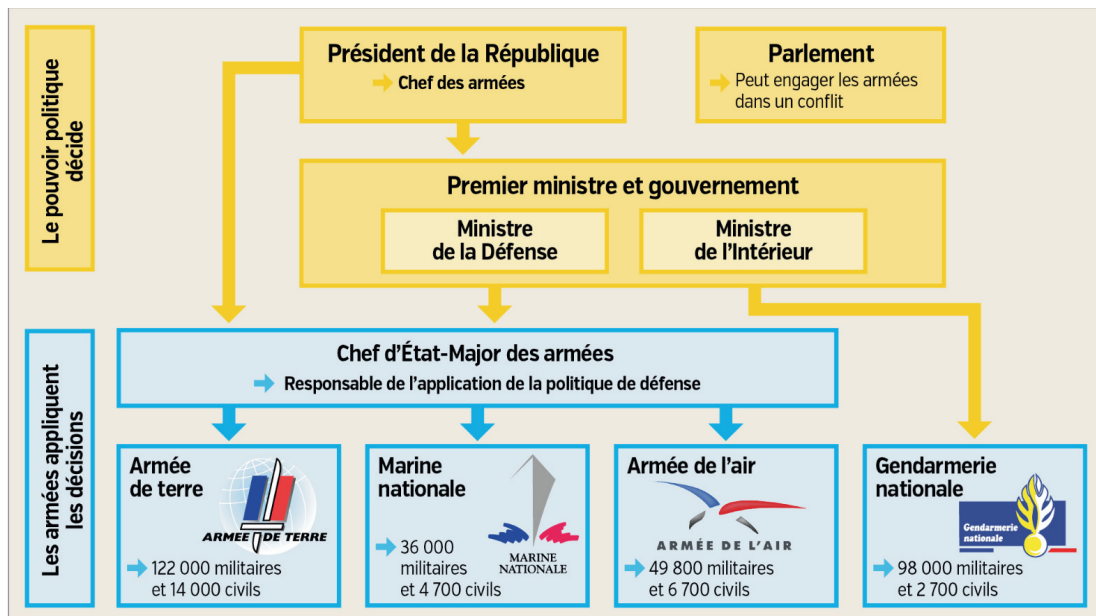 Le pouvoir politique
décide
Président de la République
Chef des armées
Parlement
Peut engager les armées
dans un conflit
Premier ministre et gouvernement
Ministre
de la Défense
Ministre
de l'Intérieur
Les armées appliquent
les décisions
Chef d'État-Major des armées
Responsable de l'application de la politique de défense
Armée
de terre
ARMÉE DE TERRE
122 000 militaires
et 14 000 civils
Marine
nationale
MARINE
NATIONALE
36 000
militaires
et 4 700 civils
Armée de l'air
ARMÉE DE L'AIR
49 800 militaires
et 6 700 civils
Gendarmerie
nationale
Gendarmerie
nationale
98 000 militaires
et 2 700 civils